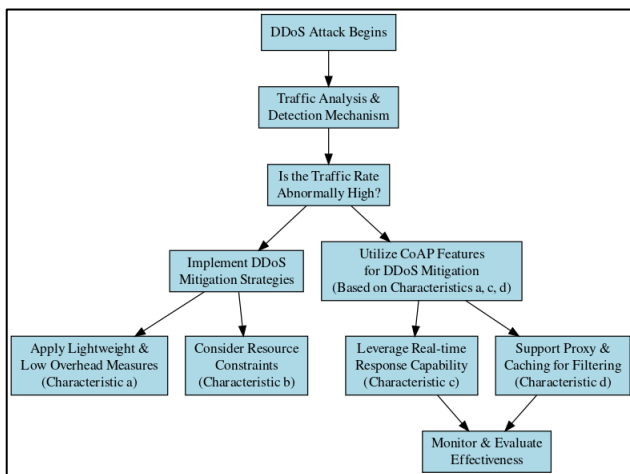 DDoS Attack Begins
Traffic Analysis &
Detection Mechanism
Is the Traffic Rate
Abnormally High?
Implement DDoS
Mitigation Strategies
Utilize CoAP Features
for DDoS Mitigation
(Based on Characteristics a, c, d)
Apply Lightweight &
Low Overhead Measures
(Characteristic a)
Consider Resource
Constraints
(Characteristic b)
Leverage Real-time
Response Capability
(Characteristic c)
Support Proxy &
Caching for Filtering
(Characteristic d)
Monitor & Evaluate
Effectiveness